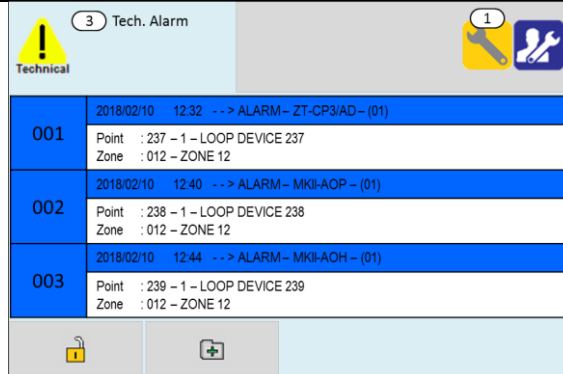 3 Tech. Alarm
1
Technical
001
2018/02/10 12:32 - - > ALARM – ZT-CP3/AD – (01)
Point : 237 – 1 – LOOP DEVICE 237
Zone : 012 – ZONE 12
002
2018/02/10 12:40 - - > ALARM – MKII-AOP – (01)
Point : 238 – 1 – LOOP DEVICE 238
Zone : 012 – ZONE 12
003
2018/02/10 12:44 - - > ALARM – MKII-AOH – (01)
Point : 239 – 1 – LOOP DEVICE 239
Zone : 012 – ZONE 12